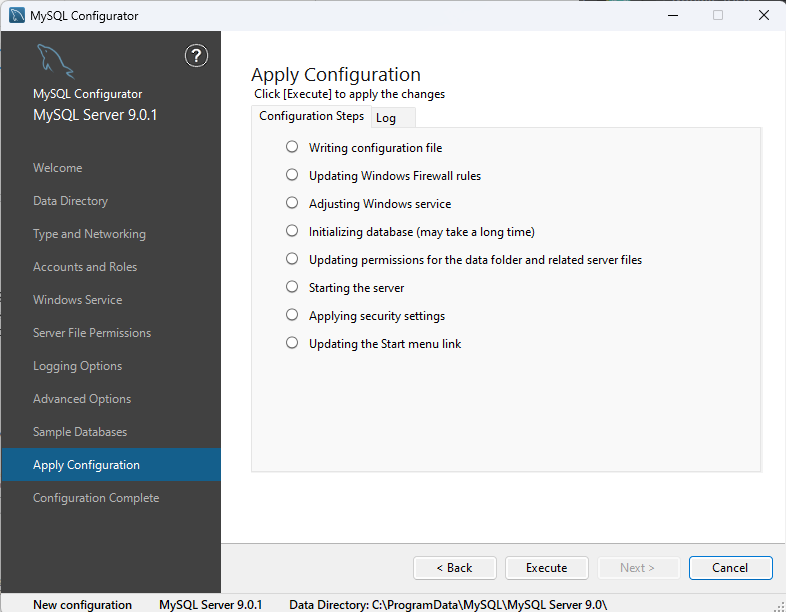 MySQL Configurator
?
MySQL Configurator
MySQL Server 9.0.1
Welcome
Data Directory
Type and Networking
Accounts and Roles
Windows Service
Server File Permissions
Logging Options
Advanced Options
Sample Databases
Apply Configuration
Configuration Complete
Apply Configuration
Click [Execute] to apply the changes
Configuration Steps Log
Writing configuration file
Updating Windows Firewall rules
Adjusting Windows service
Initializing database (may take a long time)
Updating permissions for the data folder and related server files
Starting the server
Applying security settings
Updating the Start menu link
< Back Execute Next > Cancel
New configuration MySQL Server 9.0.1 Data Directory: C:\ProgramData\MySQL\MySQL Server 9.0\